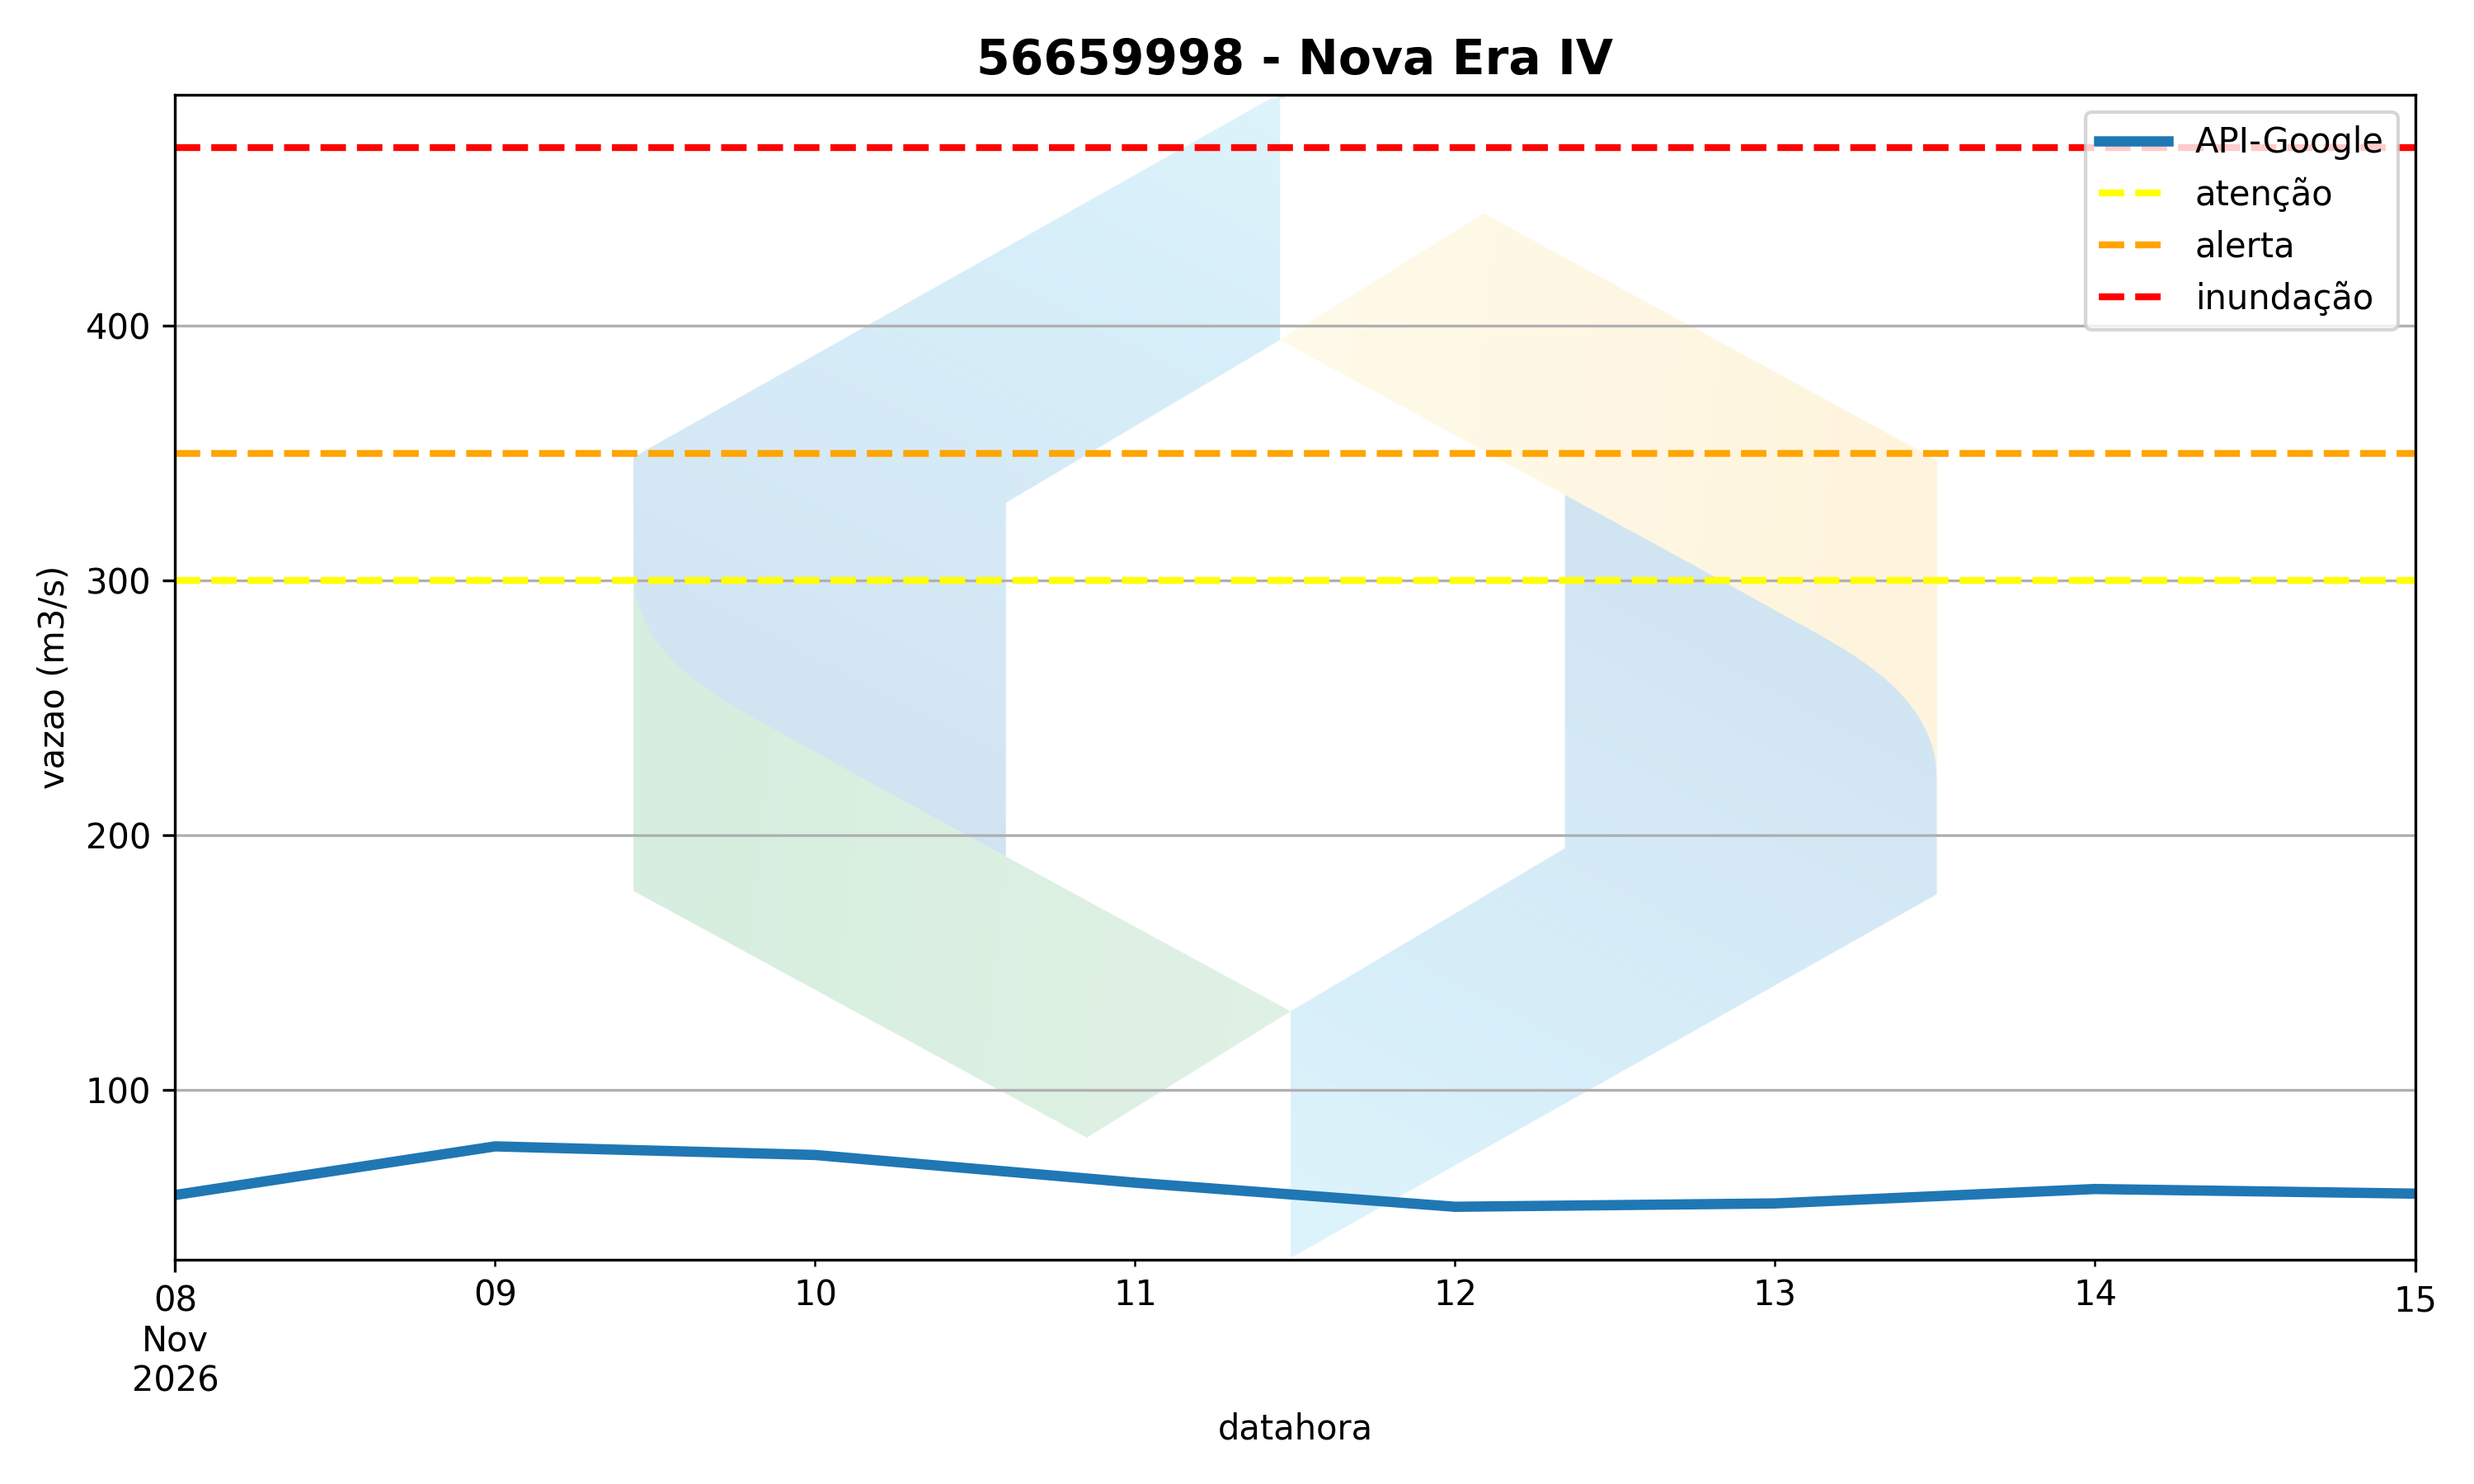 56659998 - Nova Era IV
API-Google
atenção
alerta
inundação
vazao (m3/s)
400
300
200
100
08
Nov
2026
09
10
11
12
13
14
15
datahora